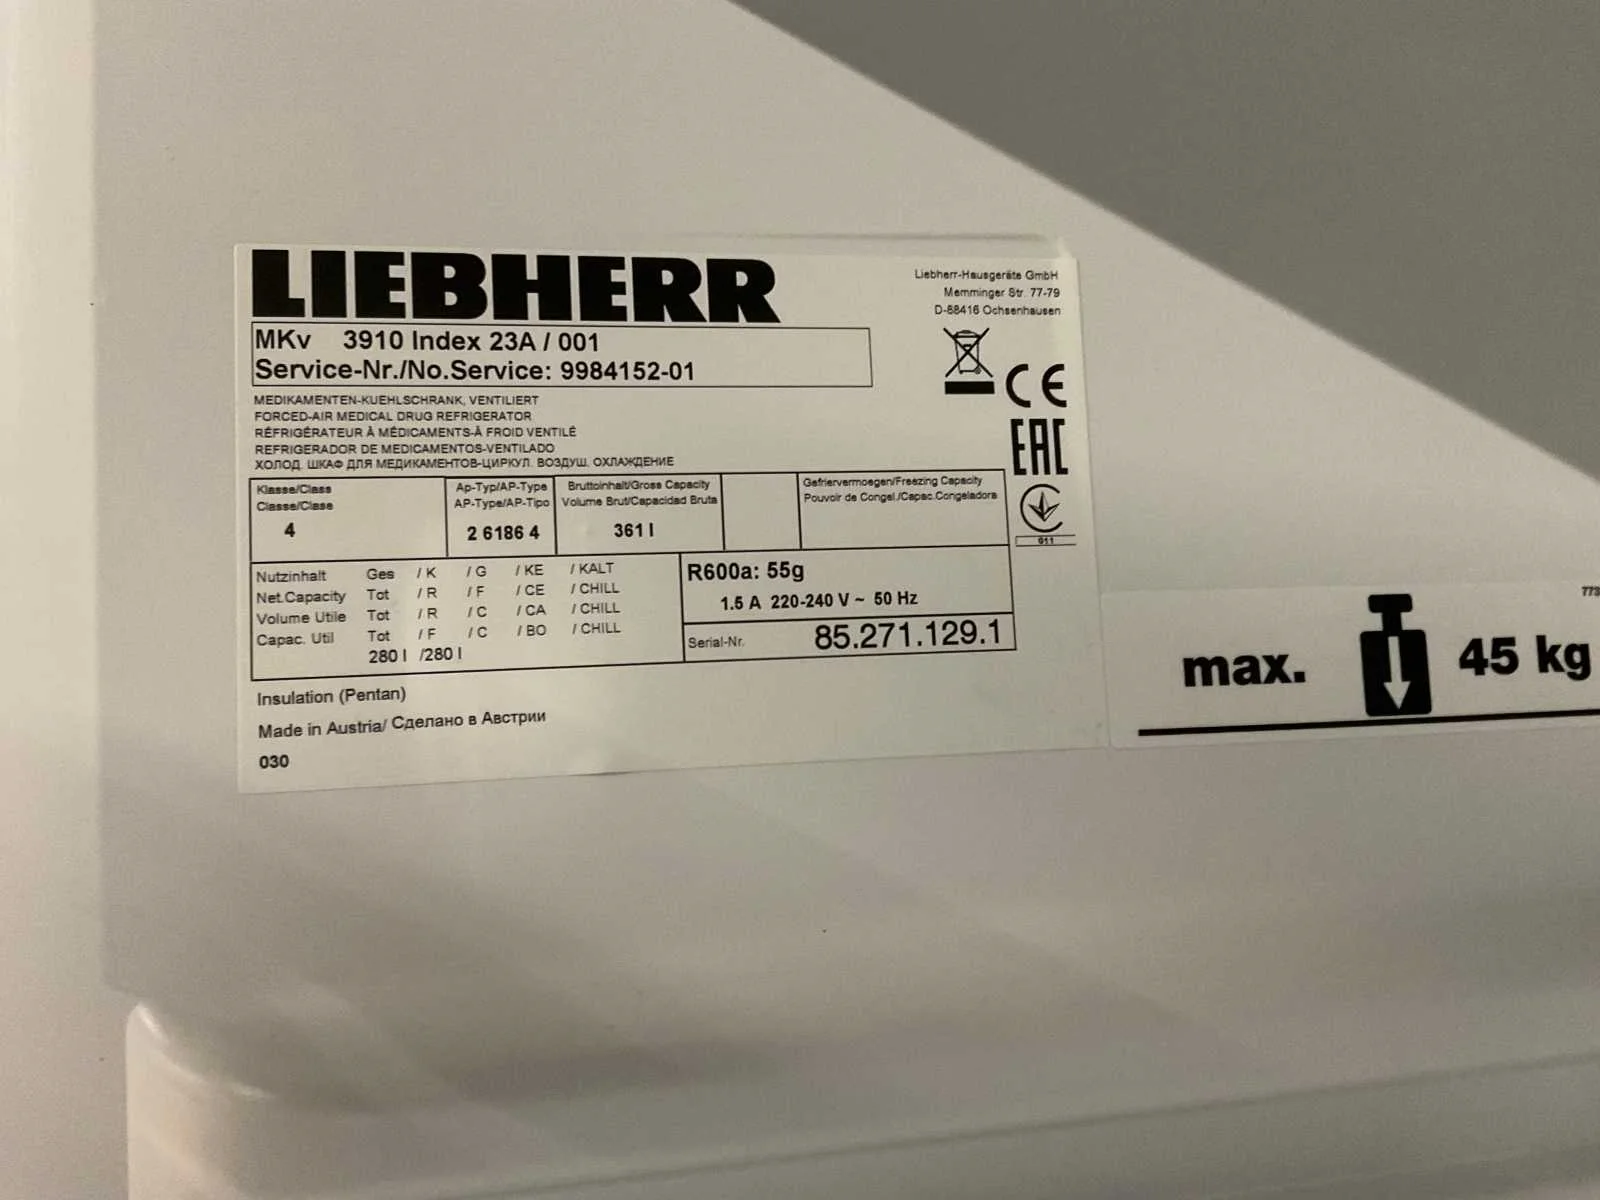 LIEBHERR
Liebherr-Hausgeräte GmbH
Memminger Str. 77-79
D-88416 Ochsenhausen
MKv 3910 Index 23A / 001
Service-Nr./No.Service: 9984152-01
MEDIKAMENTEN-KUEHLSCHRANK, VENTILIERT
FORCED-AIR MEDICAL DRUG REFRIGERATOR
RÉFRIGÉRATEUR À MÉDICAMENTS-À FROID VENTILÉ
REFRIGERADOR DE MEDICAMENTOS-VENTILADO
ХОЛОД. ШКАФ ДЛЯ МЕДИКАМЕНТОВ-ЦИРКУЛ. ВОЗДУШ. ОХЛАЖДЕНИЕ
CE
EAC
011
Klasse/Class
Classe/Clase
4
Ap-Typ/AP-Type
AP-Type/AP-Tipo
2 6186 4
Bruttoinhalt/Gross Capacity
Volume Brut/Capacidad Bruta
361 l
Gefriervermoegen/Freezing Capacity
Pouvoir de Congel./Capac.Congeladora
Nutzinhalt Ges / K / G / KE / KALT
Net.Capacity Tot / R / F / CE / CHILL
Volume Utile Tot / R / C / CA / CHILL
Capac. Util Tot / F / C / BO / CHILL
280 l /280 l
R600a: 55g
1.5 A 220-240 V ~ 50 Hz
Serial-Nr. 85.271.129.1
Insulation (Pentan)
Made in Austria/ Сделано в Австрии
030
773
max. 45 kg